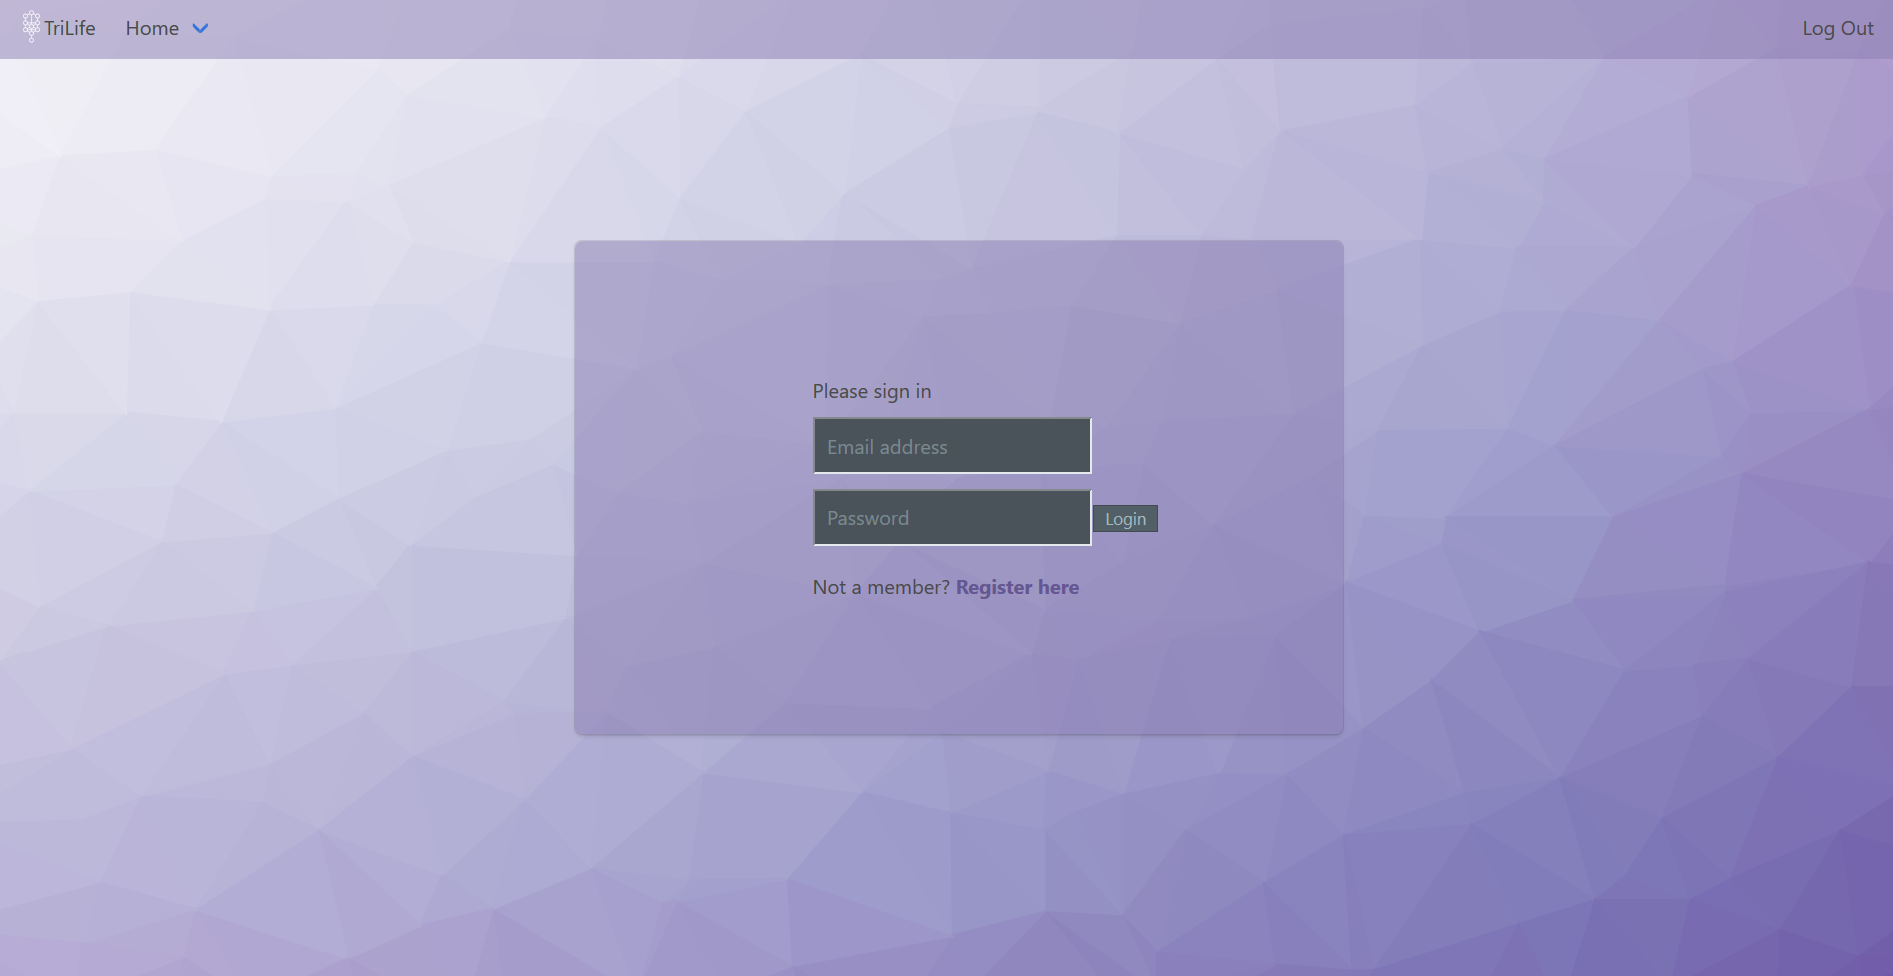 TriLife Home Log Out
Please sign in
Email address
Password Login
Not a member? Register here